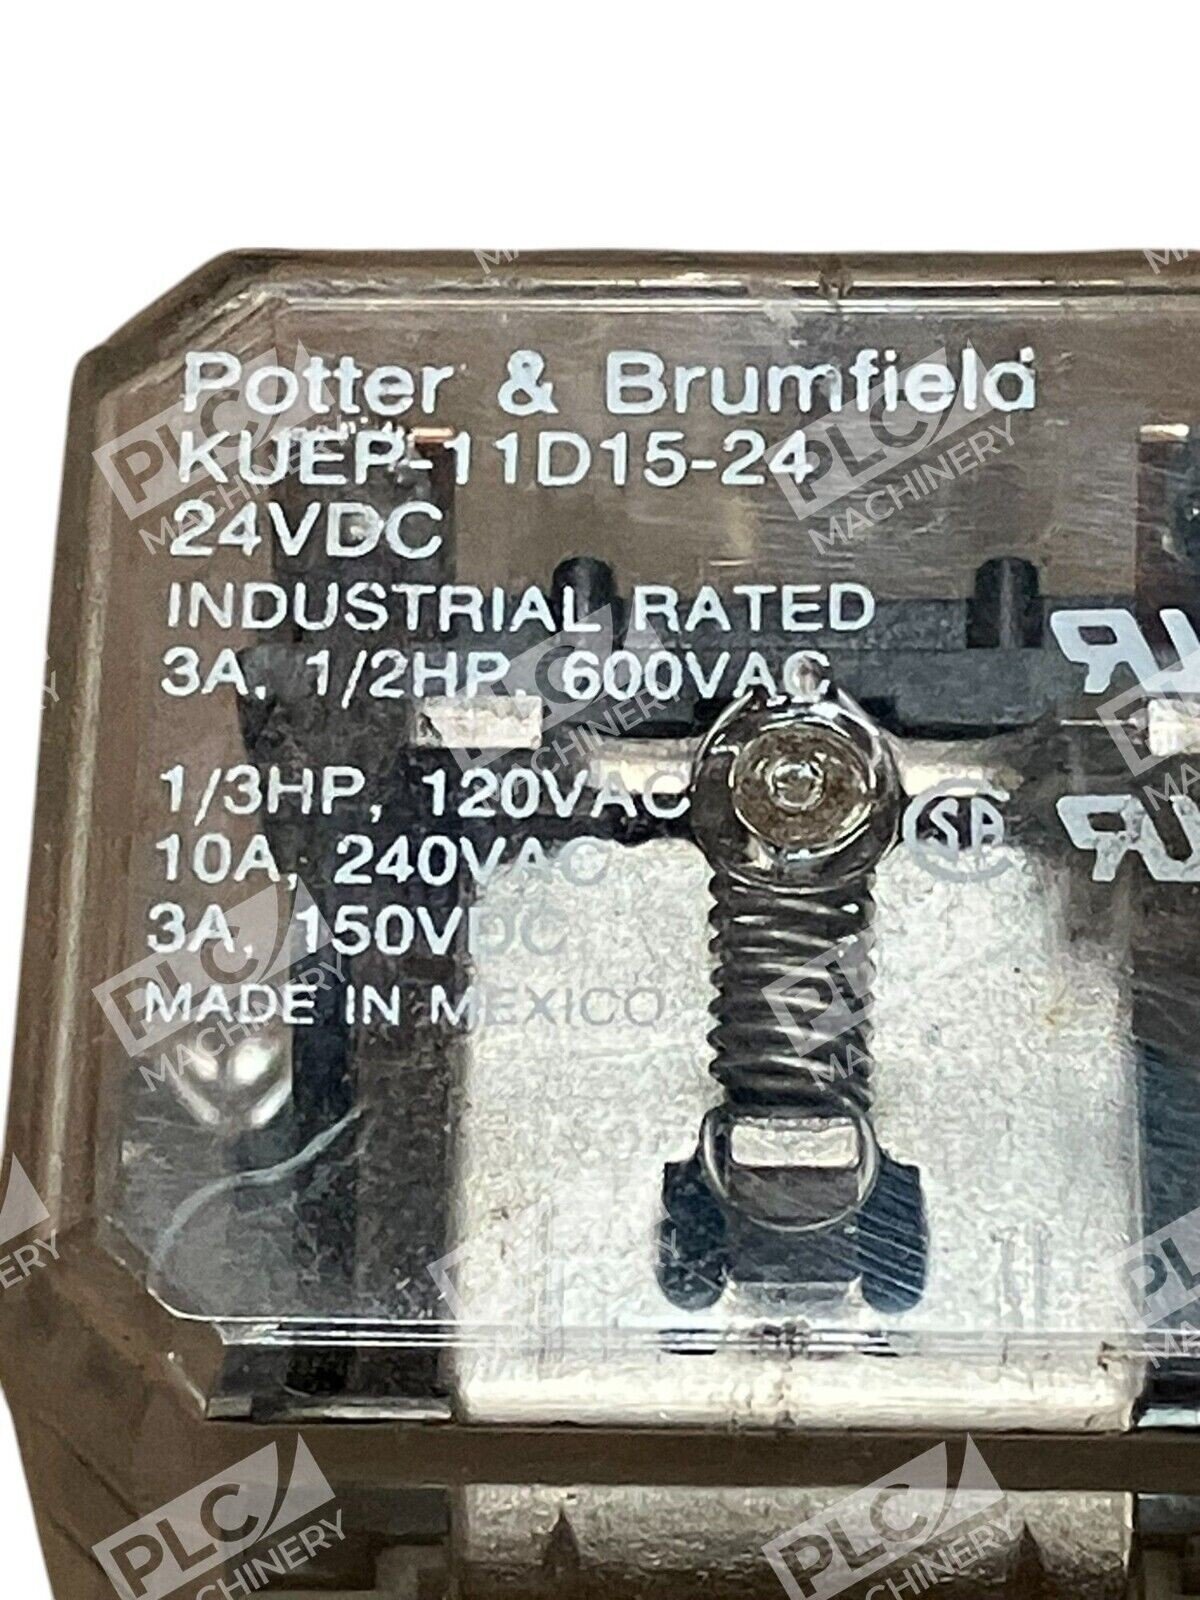 Potter & Brumfield
KUEP-11D15-24
24VDC
INDUSTRIAL RATED
3A, 1/2HP, 600VAC
1/3HP, 120VAC
10A, 240VAC
3A, 150VDC
MADE IN MEXICO
SA
PLC MACHINERY